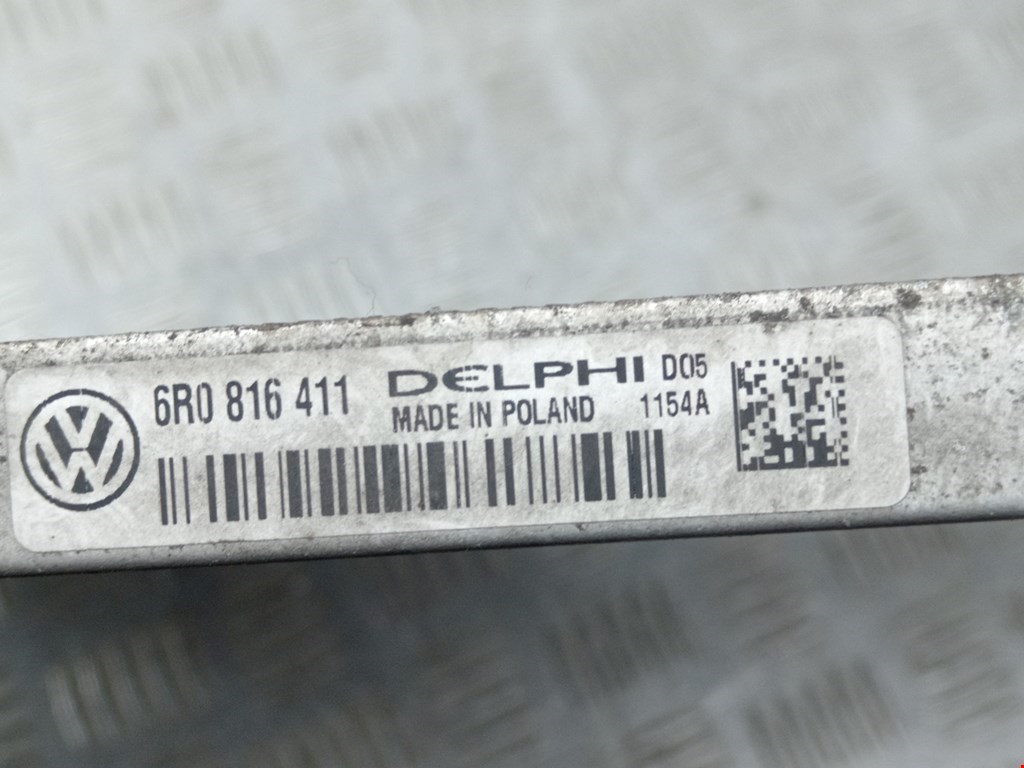 6R0 816 411 DELPHI D05
MADE IN POLAND 1154A